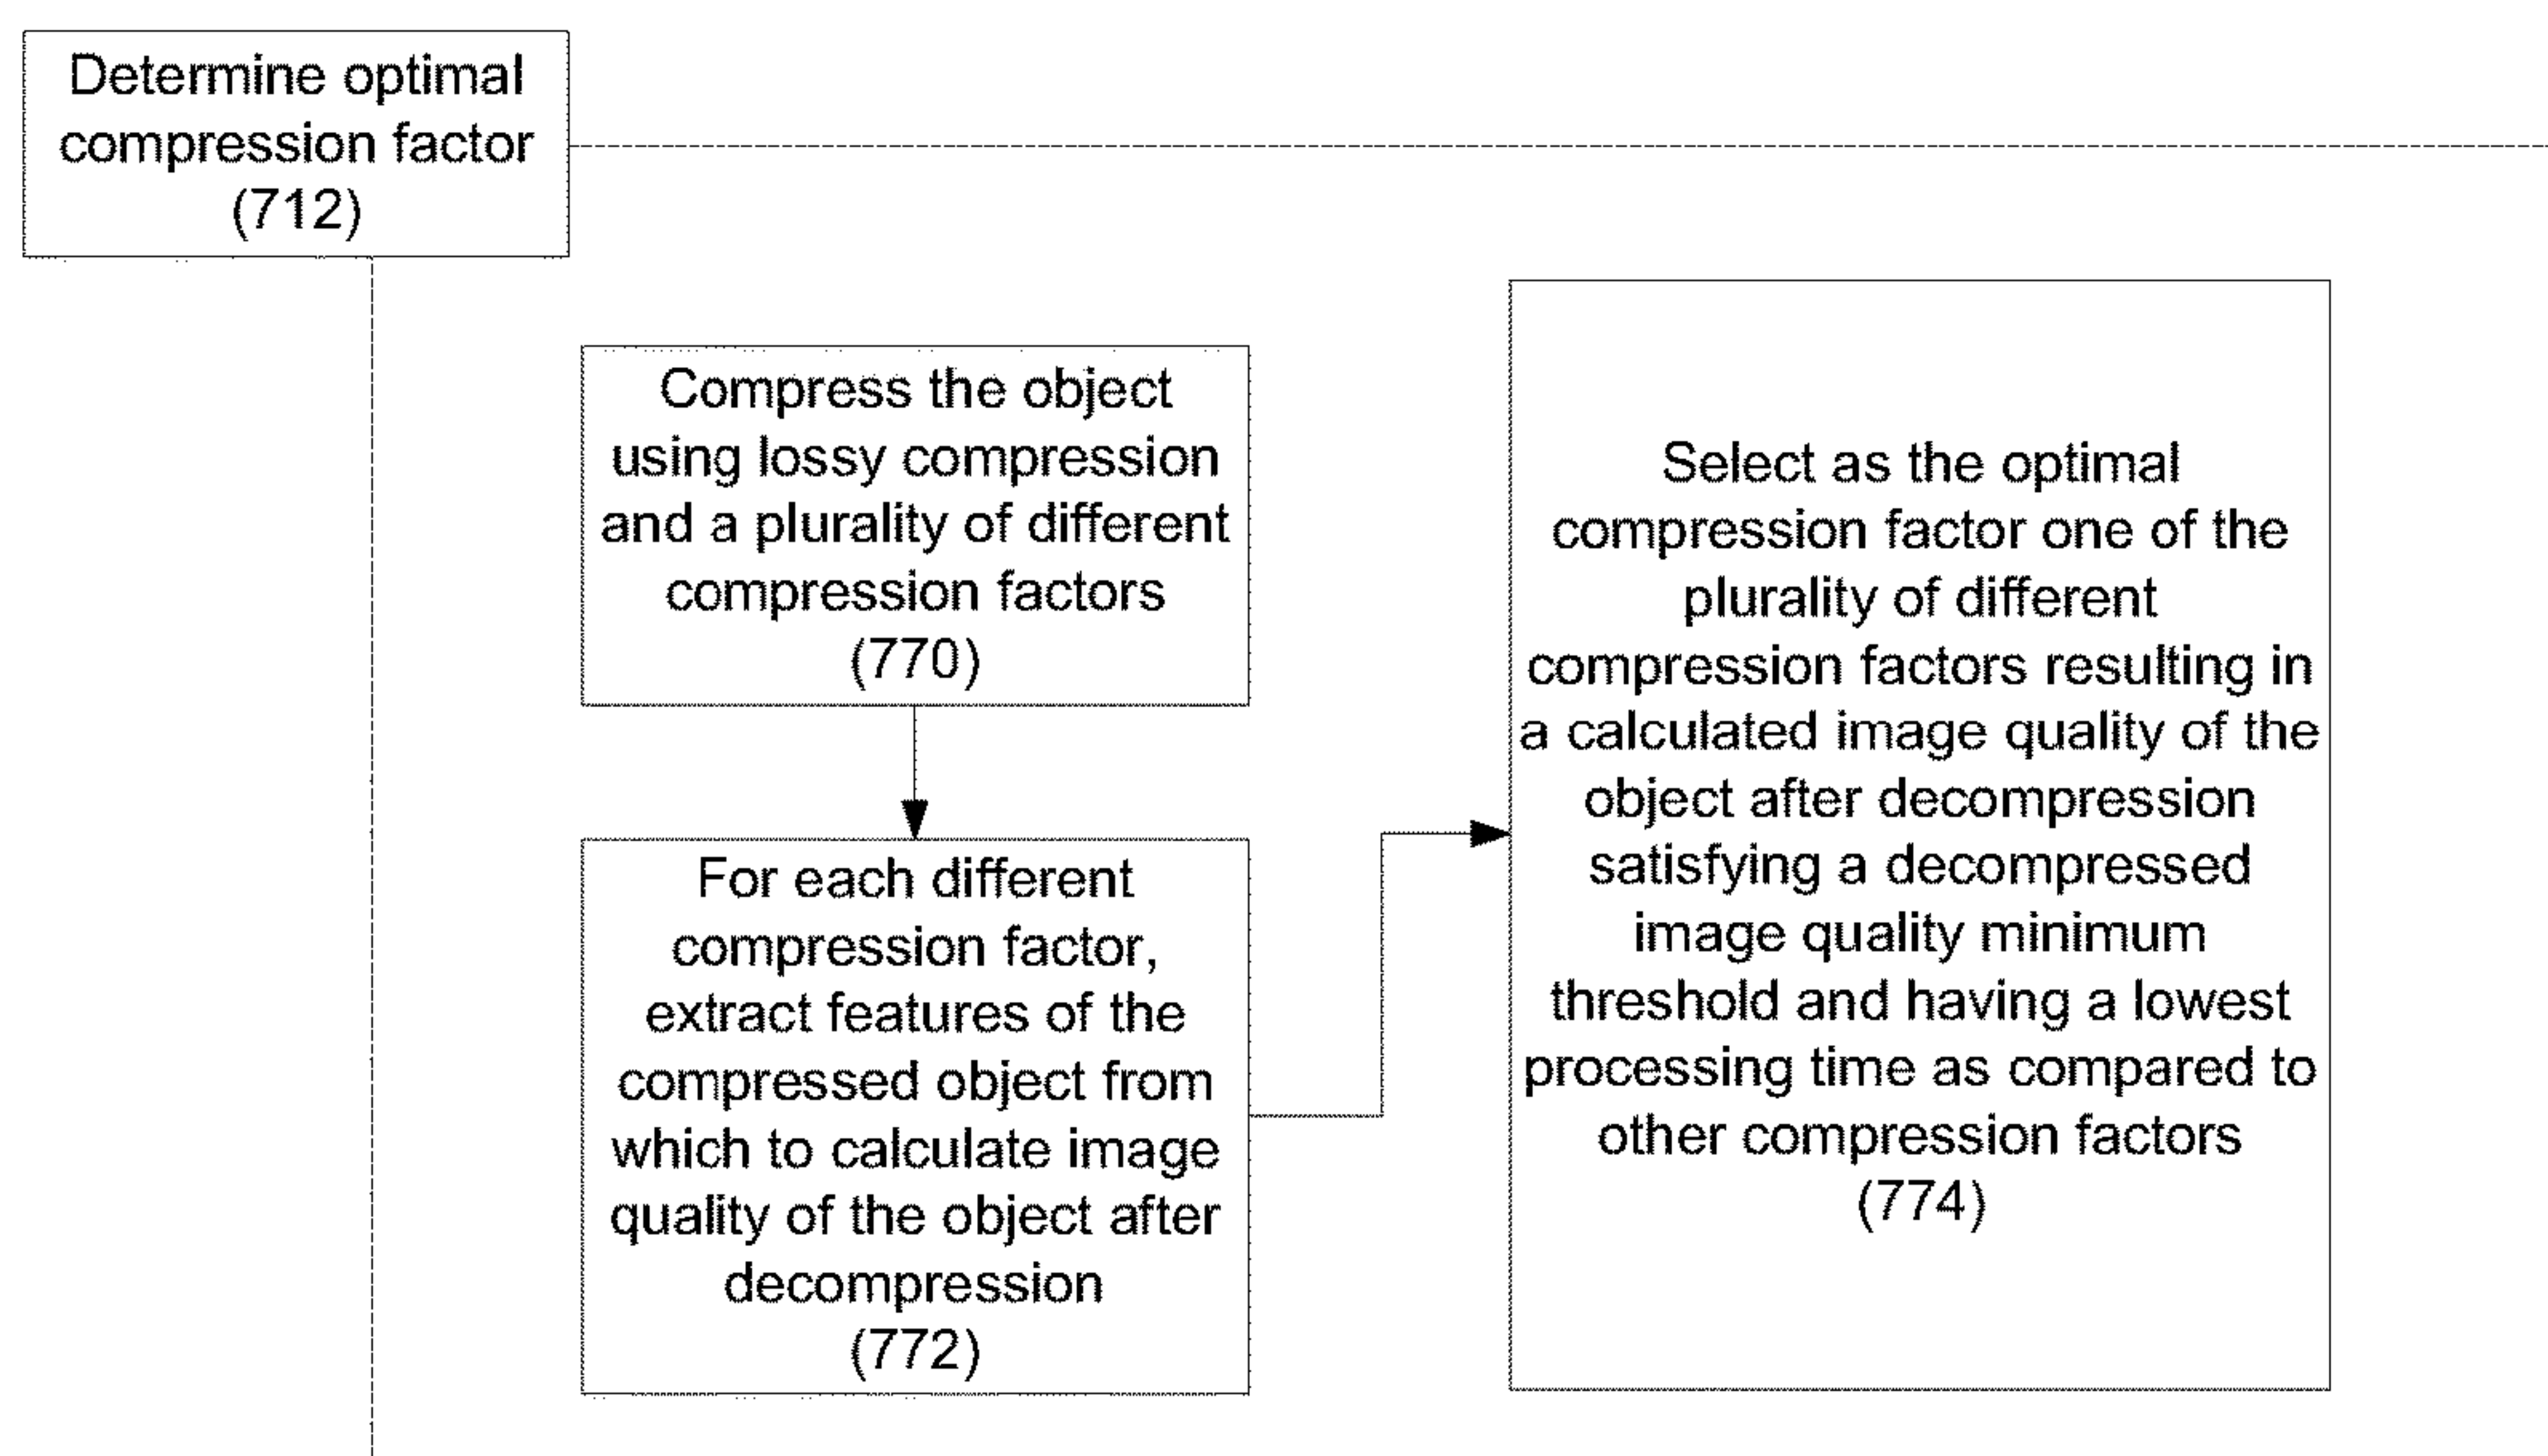 Determine optimal
compression factor
(712)
Compress the object
using lossy compression
and a plurality of different
compression factors
(770)
For each different
compression factor,
extract features of the
compressed object from
which to calculate image
quality of the object after
decompression
(772)
Select as the optimal
compression factor one of the
plurality of different
compression factors resulting in
a calculated image quality of the
object after decompression
satisfying a decompressed
image quality minimum
threshold and having a lowest
processing time as compared to
other compression factors
(774)